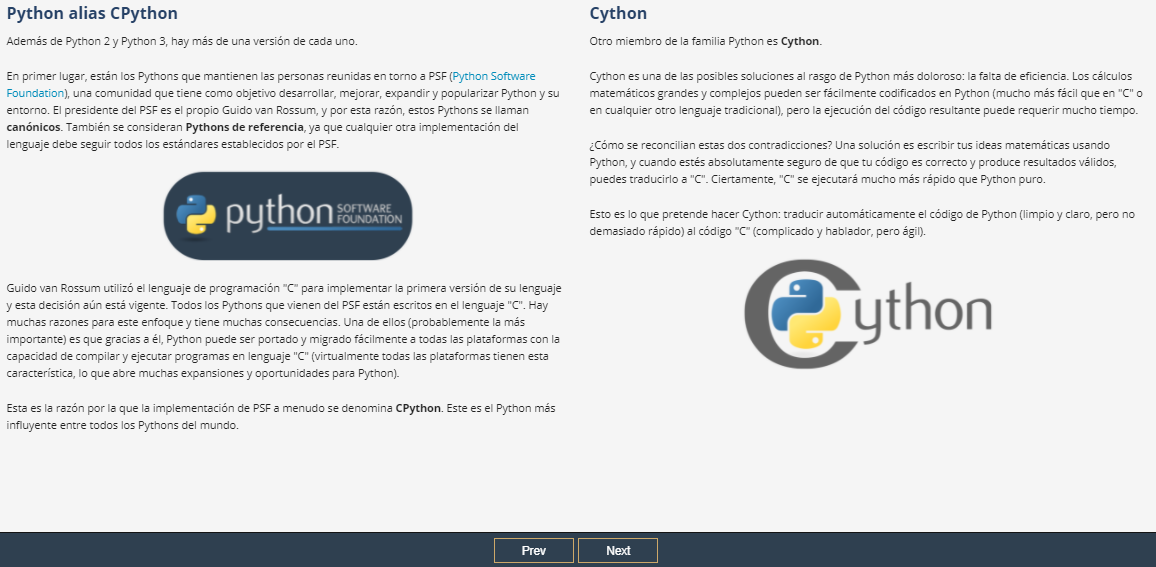 Python alias CPython
Además de Python 2 y Python 3, hay más de una versión de cada uno.
En primer lugar, están los Pythons que mantienen las personas reunidas en torno a PSF (Python Software
Foundation), una comunidad que tiene como objetivo desarrollar, mejorar, expandir y popularizar Python y su
entorno. El presidente del PSF es el propio Guido van Rossum, y por esta razón, estos Pythons se llaman
canónicos. También se consideran Pythons de referencia, ya que cualquier otra implementación del
lenguaje debe seguir todos los estándares establecidos por el PSF.
python
SOFTWARE
FOUNDATION
Guido van Rossum utilizó el lenguaje de programación "C" para implementar la primera versión de su lenguaje
y esta decisión aún está vigente. Todos los Pythons que vienen del PSF están escritos en el lenguaje "C". Hay
muchas razones para este enfoque y tiene muchas consecuencias. Una de ellos (probablemente la más
importante) es que gracias a él, Python puede ser portado y migrado fácilmente a todas las plataformas con la
capacidad de compilar y ejecutar programas en lenguaje "C" (virtualmente todas las plataformas tienen esta
característica, lo que abre muchas expansiones y oportunidades para Python).
Esta es la razón por la que la implementación de PSF a menudo se denomina CPython. Este es el Python más
influyente entre todos los Pythons del mundo.
Cython
Otro miembro de la familia Python es Cython.
Cython es una de las posibles soluciones al rasgo de Python más doloroso: la falta de eficiencia. Los cálculos
matemáticos grandes y complejos pueden ser fácilmente codificados en Python (mucho más fácil que en "C" o
en cualquier otro lenguaje tradicional), pero la ejecución del código resultante puede requerir mucho tiempo.
¿Cómo se reconcilian estas dos contradicciones? Una solución es escribir tus ideas matemáticas usando
Python, y cuando estés absolutamente seguro de que tu código es correcto y produce resultados válidos,
puedes traducirlo a "C". Ciertamente, "C" se ejecutará mucho más rápido que Python puro.
Esto es lo que pretende hacer Cython: traducir automáticamente el código de Python (limpio y claro, pero no
demasiado rápido) al código "C" (complicado y hablador, pero ágil).
Cython
Prev
Next